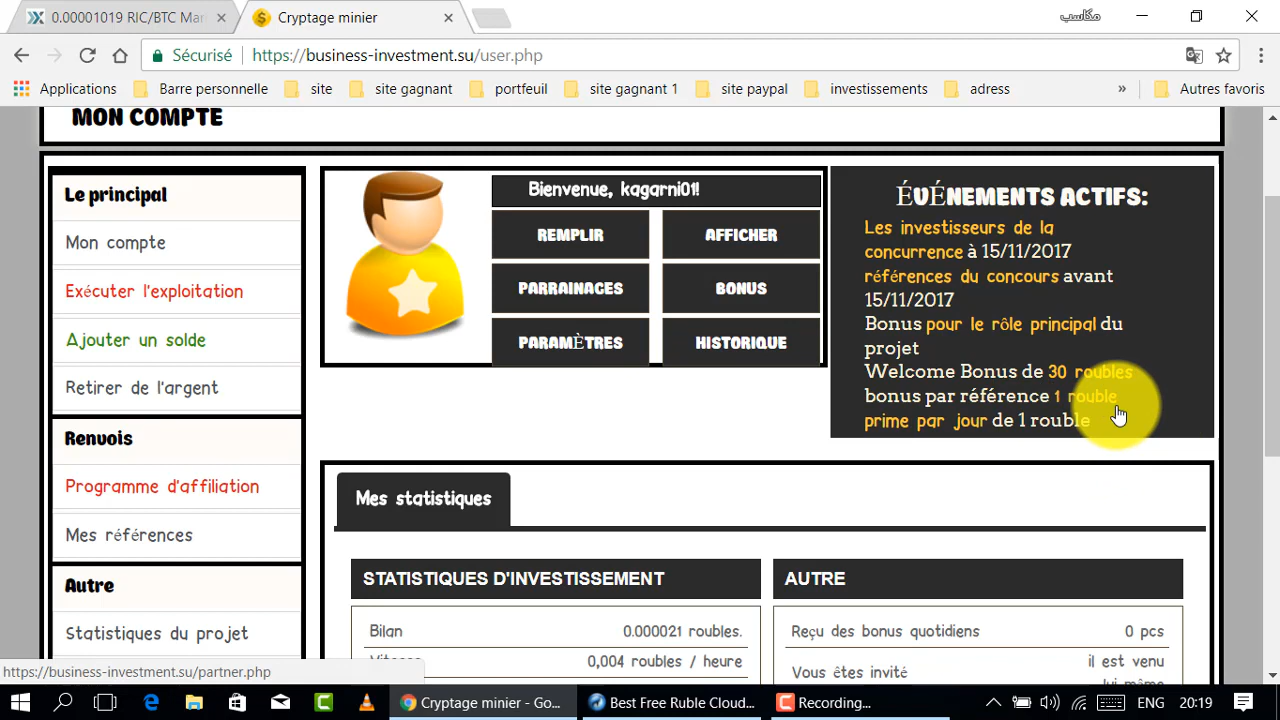 0.00001019 RIC/BTC Mar
Cryptage minier
مكاسب
Sécurisé
https://business-investment.su/user.php
Applications
Barre personnelle
site
site gagnant
portfeuil
site gagnant 1
site paypal
investissements
adress
»
Autres favoris
MON COMPTE
Le principal
Mon compte
Exécuter l'exploitation
Ajouter un solde
Retirer de l'argent
Renvois
Programme d'affiliation
Mes références
Autre
Statistiques du projet
Bienvenue, kagarni01!
REMPLIR
AFFICHER
PARRAINAGES
BONUS
PARAMÈTRES
HISTORIQUE
ÉVÉNEMENTS ACTIFS:
Les investisseurs de la
concurrence à 15/11/2017
références du concours avant
15/11/2017
Bonus pour le rôle principal du
projet
Welcome Bonus de 30 roubles
bonus par référence 1 rouble
prime par jour de 1 rouble
Mes statistiques
STATISTIQUES D'INVESTISSEMENT
Bilan 0.000021 roubles.
Vitesse 0,004 roubles / heure
AUTRE
Reçu des bonus quotidiens 0 pcs
Vous êtes invité il est venu
lui-même
https://business-investment.su/partner.php
Cryptage minier - Go...
Best Free Ruble Cloud...
Recording...
ENG
20:19